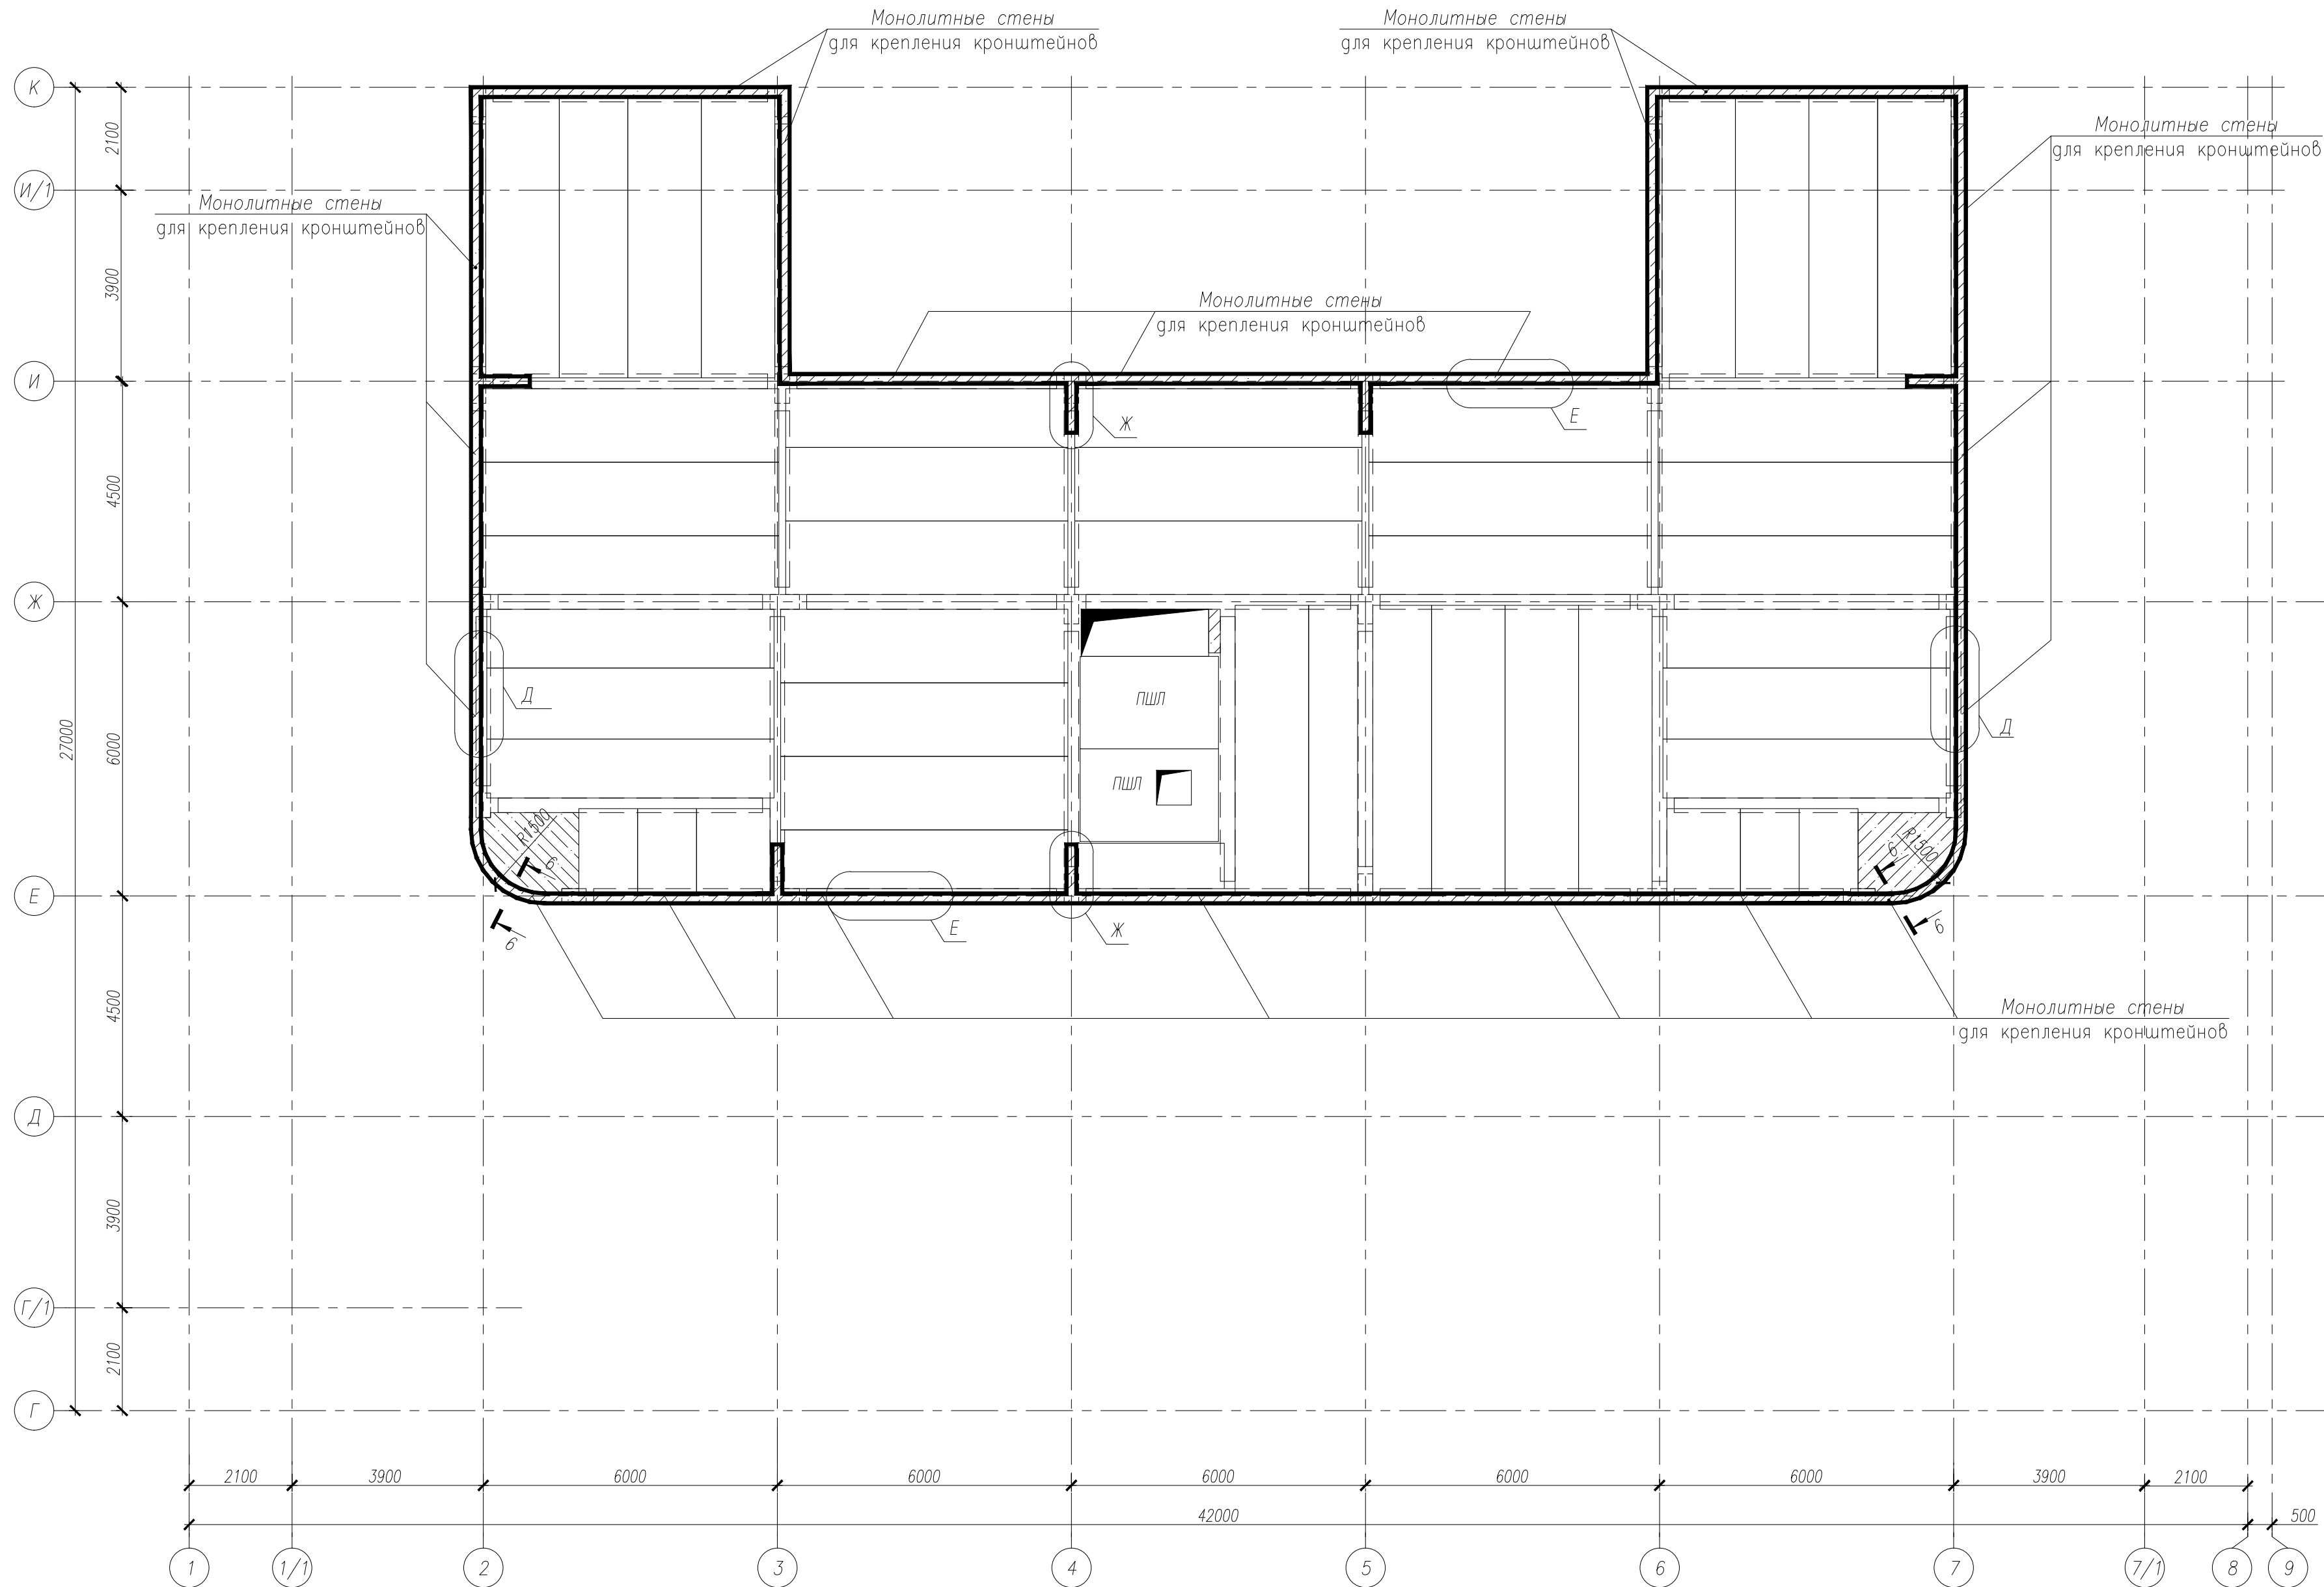 Монолитные стены
для крепления кронштейнов
Монолитные стены
для крепления кронштейнов
К
2100
Монолитные стены
для крепления кронштейнов
И/1
Монолитные стены
для крепления кронштейнов
3900
Монолитные стены
для крепления кронштейнов
И
Е
Ж
4500
Ж
Д
ПШЛ
Д
27000
6000
ПШЛ
R1500
R1500
6
6
Е
Е
Ж
6
6
4500
Монолитные стены
для крепления кронштейнов
Д
3900
Г/1
2100
Г
2100
3900
6000
6000
6000
6000
6000
3900
2100
42000
500
1
1/1
2
3
4
5
6
7
7/1
8
9